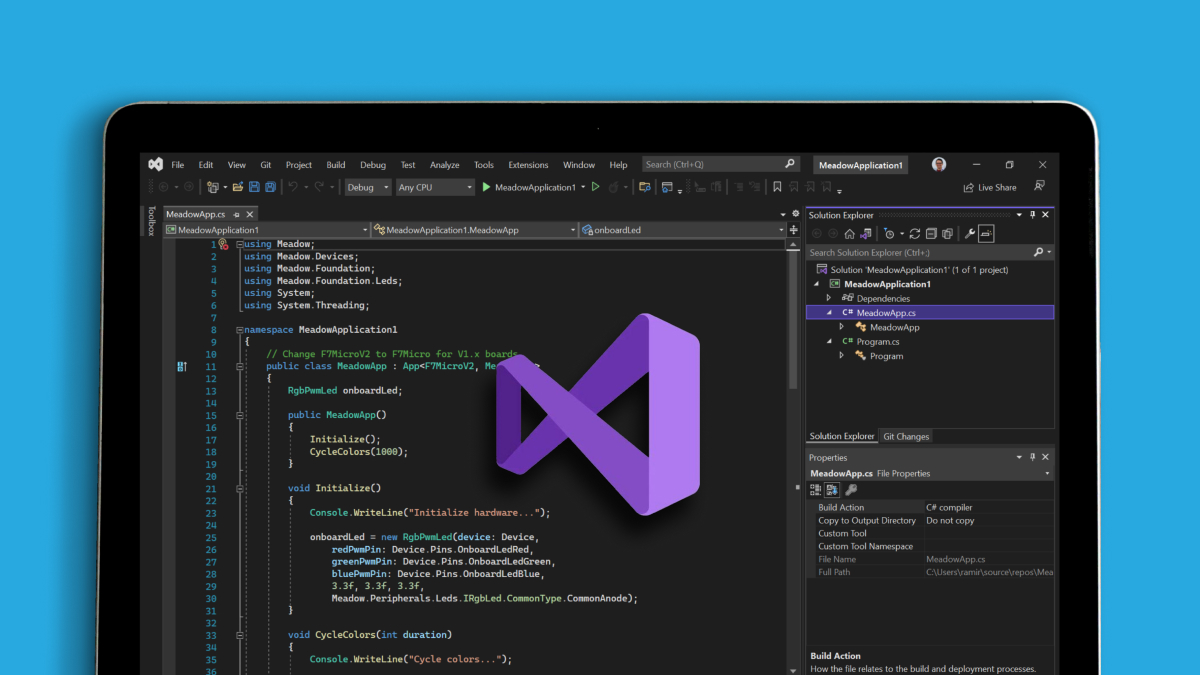 File Edit View Git Project Build Debug Test Analyze Tools Extensions Window Help Search (Ctrl+Q) MeadowApplication1
Debug Any CPU MeadowApplication1 Live Share
Toolbox
MeadowApp.cs
MeadowApplication1 MeadowApplication1.MeadowApp onboardLed
1 using Meadow;
2 using Meadow.Devices;
3 using Meadow.Foundation;
4 using Meadow.Foundation.Leds;
5 using System;
6 using System.Threading;
7
8 namespace MeadowApplication1
9 {
10 // Change F7MicroV2 to F7Micro for V1.x boards
11 public class MeadowApp : App<F7MicroV2,
12 {
13 RgbPwmLed onboardLed;
14
15 public MeadowApp()
16 {
17 Initialize();
18 CycleColors(1000);
19 }
20
21 void Initialize()
22 {
23 Console.WriteLine("Initialize hardware...");
24
25 onboardLed = new RgbPwmLed(device: Device,
26 redPwmPin: Device.Pins.OnboardLedRed,
27 greenPwmPin: Device.Pins.OnboardLedGreen,
28 bluePwmPin: Device.Pins.OnboardLedBlue,
29 3.3f, 3.3f, 3.3f,
30 Meadow.Peripherals.Leds.IRgbLed.CommonType.CommonAnode);
31 }
32
33 void CycleColors(int duration)
34 {
35 Console.WriteLine("Cycle colors...");
36
Solution Explorer
Search Solution Explorer (Ctrl+;)
Solution 'MeadowApplication1' (1 of 1 project)
MeadowApplication1
Dependencies
C# MeadowApp.cs
MeadowApp
C# Program.cs
Program
Solution Explorer Git Changes
Properties
MeadowApp.cs File Properties
Build Action C# compiler
Copy to Output Directory Do not copy
Custom Tool
Custom Tool Namespace
File Name MeadowApp.cs
Full Path C:\Users\ramir\source\repos\Mea
Build Action
How the file relates to the build and deployment processes.